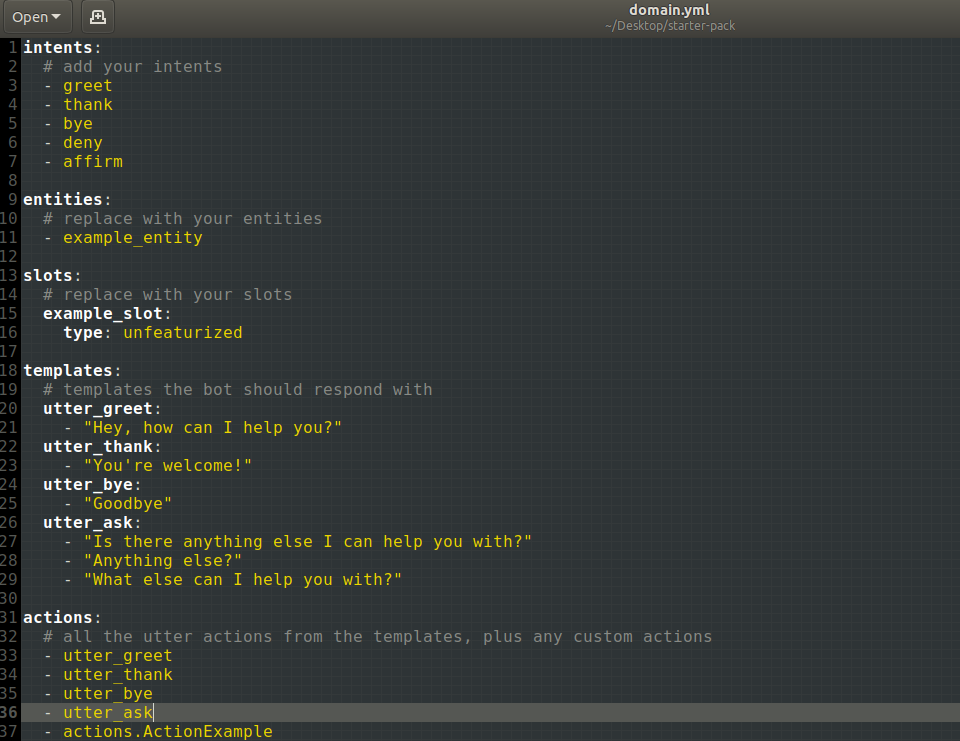 Open
domain.yml
~/Desktop/starter-pack
1 intents:
2   # add your intents
3   - greet
4   - thank
5   - bye
6   - deny
7   - affirm
8
9 entities:
10   # replace with your entities
11   - example_entity
12
13 slots:
14   # replace with your slots
15   example_slot:
16     type: unfeaturized
17
18 templates:
19   # templates the bot should respond with
20   utter_greet:
21     - "Hey, how can I help you?"
22   utter_thank:
23     - "You're welcome!"
24   utter_bye:
25     - "Goodbye"
26   utter_ask:
27     - "Is there anything else I can help you with?"
28     - "Anything else?"
29     - "What else can I help you with?"
30
31 actions:
32   # all the utter actions from the templates, plus any custom actions
33   - utter_greet
34   - utter_thank
35   - utter_bye
36   - utter_ask
37   - actions.ActionExample